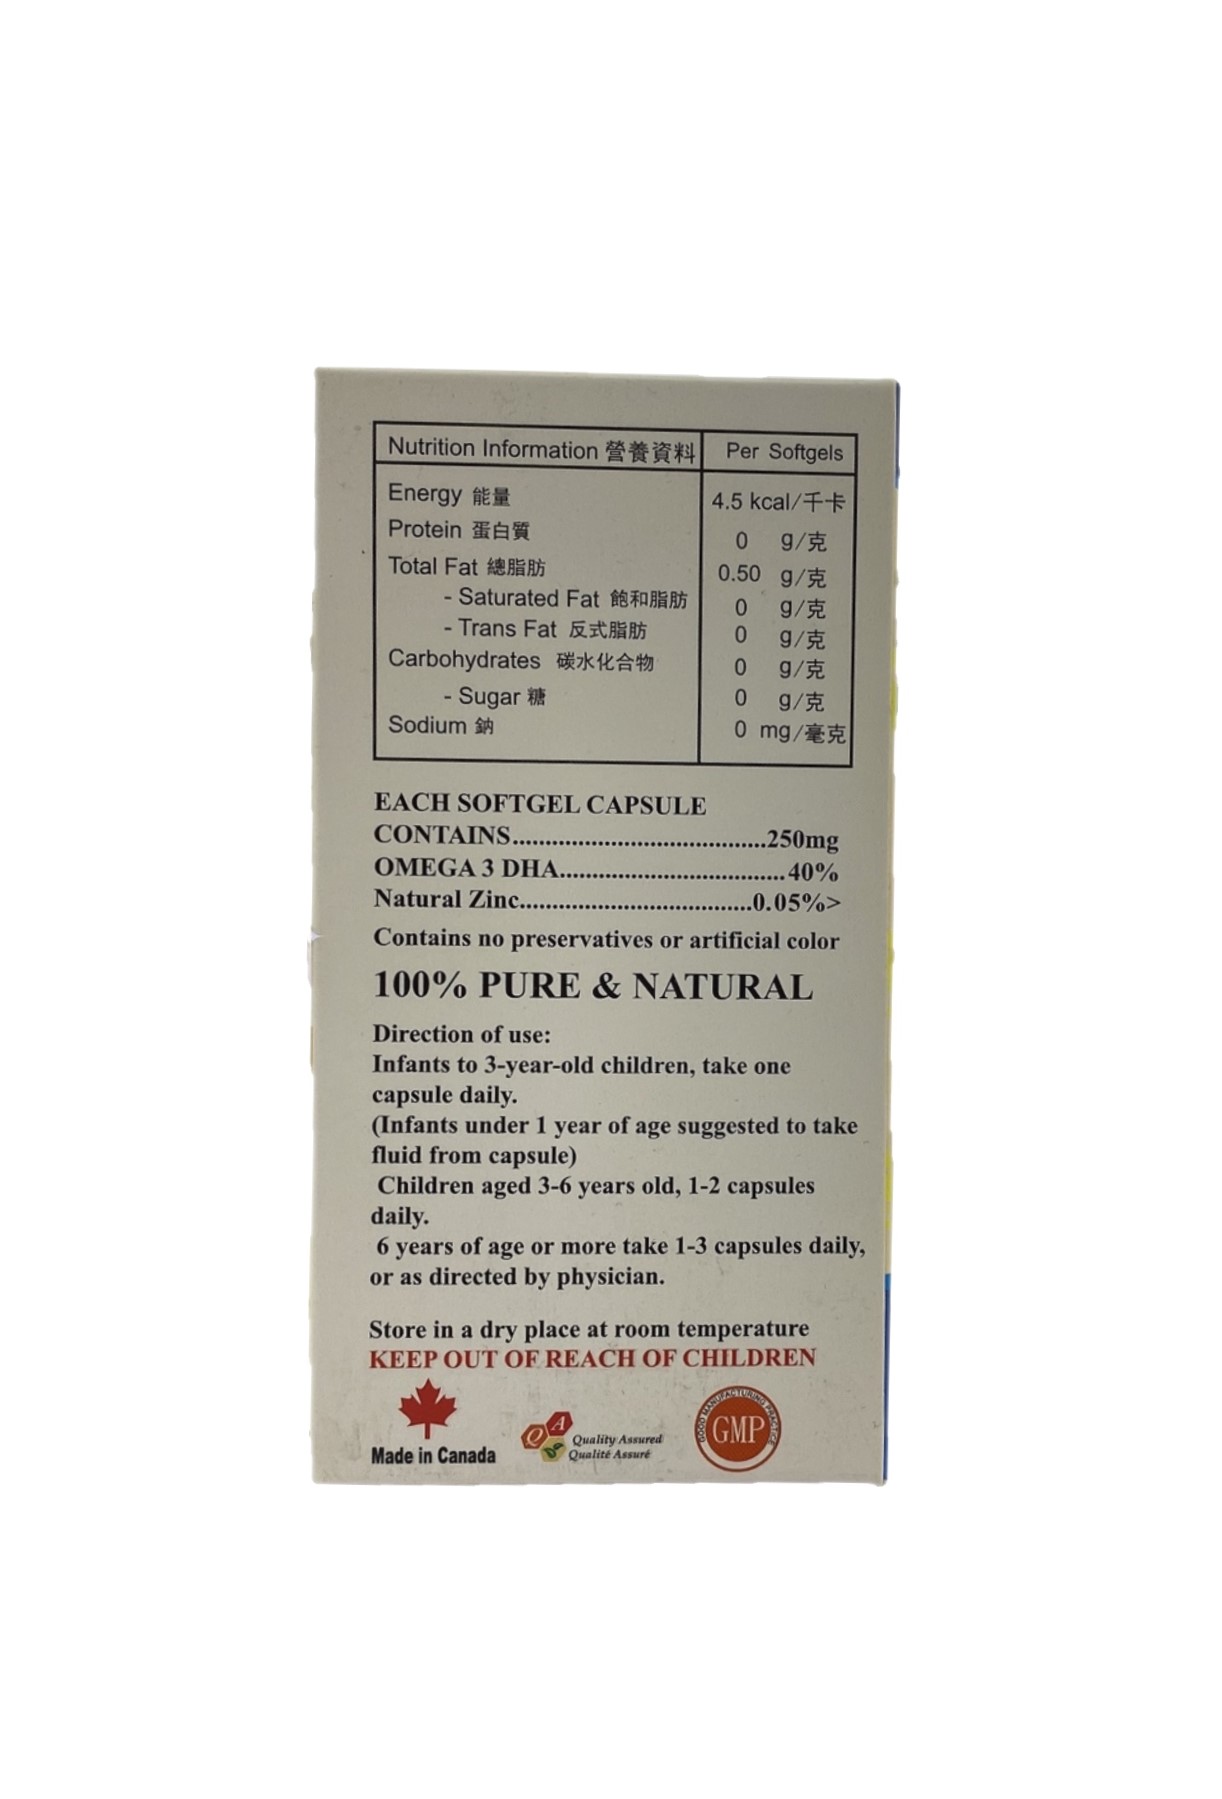 Nutrition Information 營養資料 Per Softgels
Energy 能量 4.5 kcal/千卡
Protein 蛋白質 0 g/克
Total Fat 總脂肪 0.50 g/克
- Saturated Fat 飽和脂肪 0 g/克
- Trans Fat 反式脂肪 0 g/克
Carbohydrates 碳水化合物 0 g/克
- Sugar 糖 0 g/克
Sodium 鈉 0 mg/毫克
EACH SOFTGEL CAPSULE
CONTAINS......................................250mg
OMEGA 3 DHA..................................40%
Natural Zinc...................................0.05%>
Contains no preservatives or artificial color
100% PURE & NATURAL
Direction of use:
Infants to 3-year-old children, take one
capsule daily.
(Infants under 1 year of age suggested to take
fluid from capsule)
Children aged 3-6 years old, 1-2 capsules
daily.
6 years of age or more take 1-3 capsules daily,
or as directed by physician.
Store in a dry place at room temperature
KEEP OUT OF REACH OF CHILDREN
Made in Canada
QA
Quality Assured
Qualité Assuré
GOOD MANUFACTURING PRACTICE
GMP